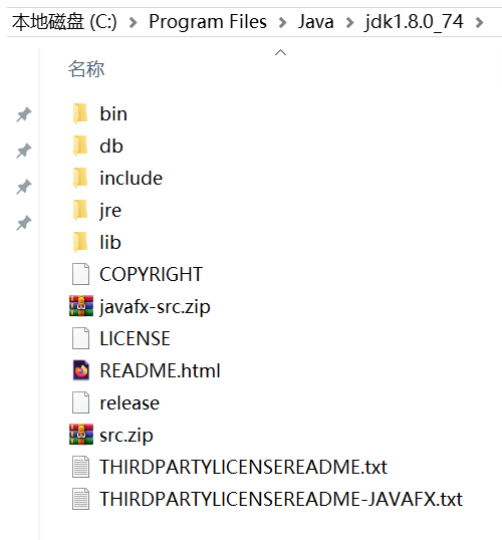 本地磁盘 (C:) > Program Files > Java > jdk1.8.0_74 >
名称
bin
db
include
jre
lib
COPYRIGHT
javafx-src.zip
LICENSE
README.html
release
src.zip
THIRDPARTYLICENSEREADME.txt
THIRDPARTYLICENSEREADME-JAVAFX.txt